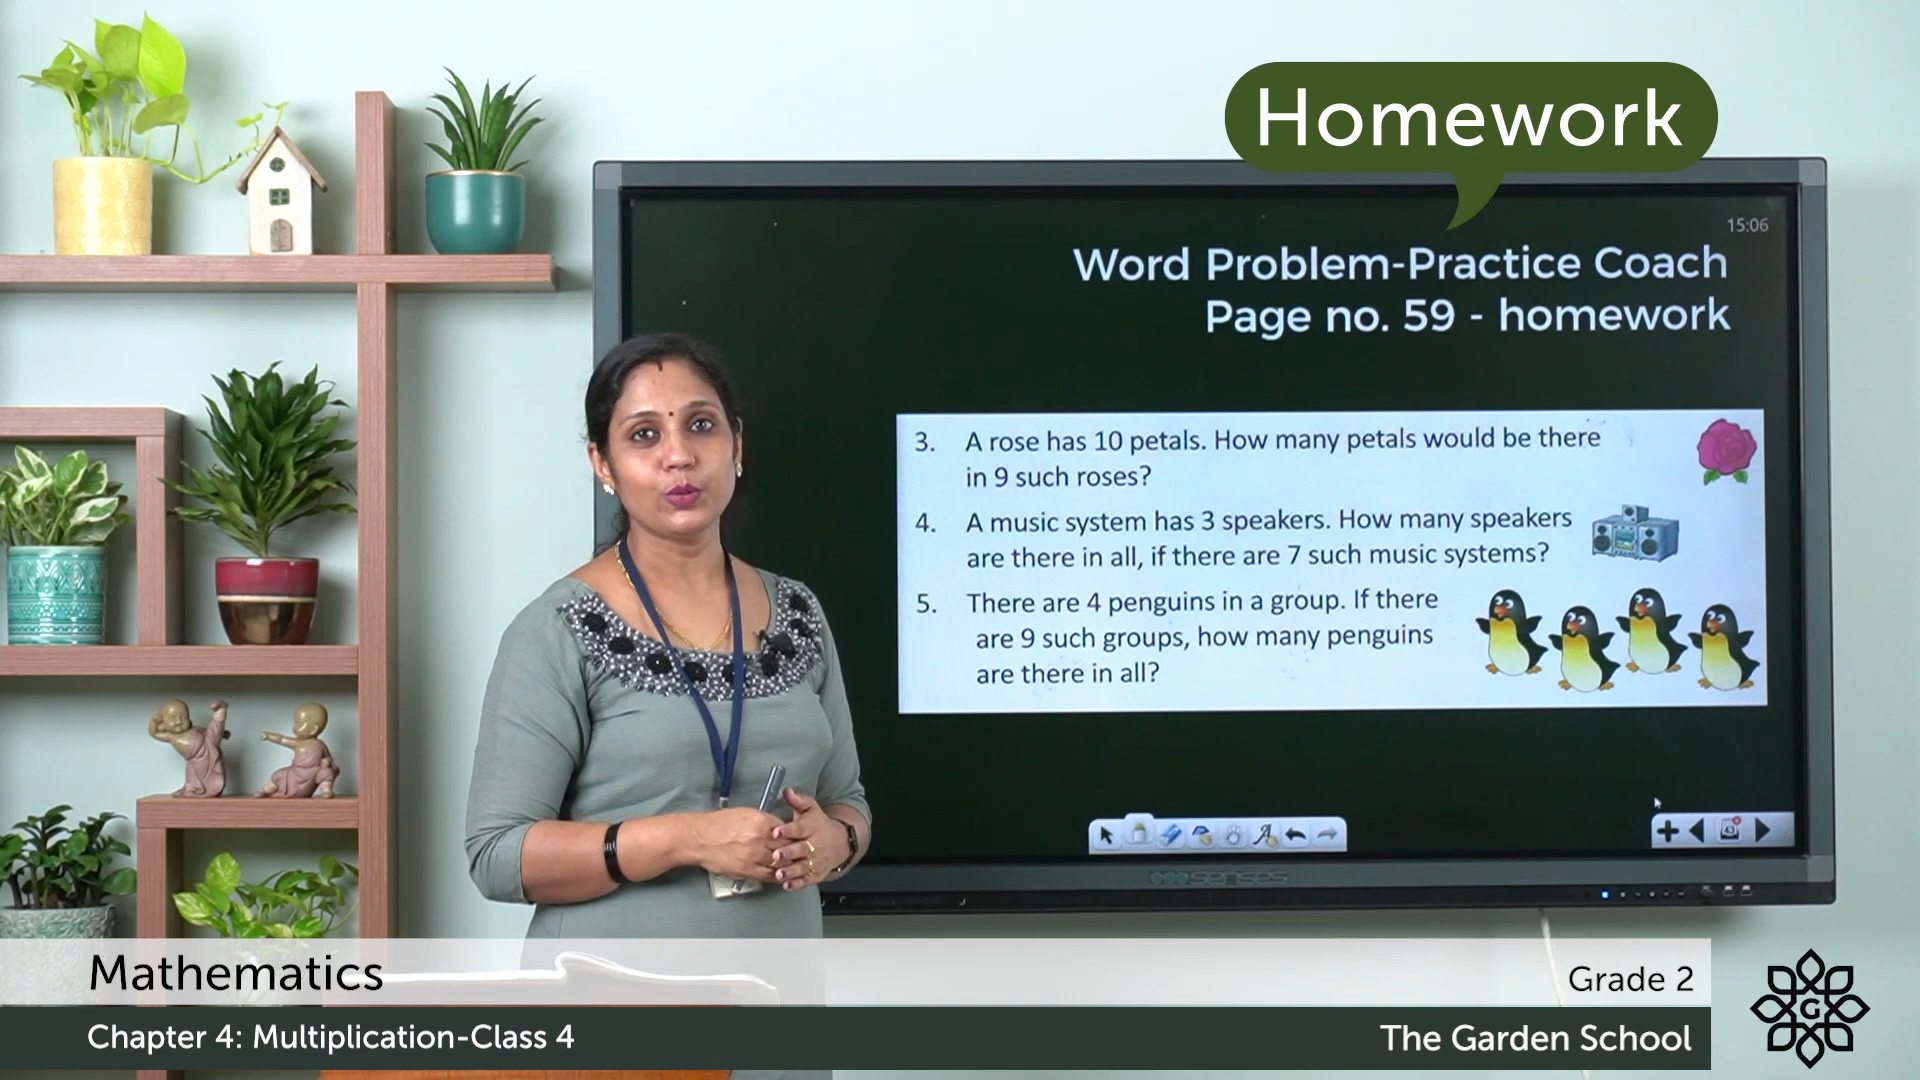 Homework
15:06
Word Problem-Practice Coach
Page no. 59 - homework
3. A rose has 10 petals. How many petals would be there
in 9 such roses?
4. A music system has 3 speakers. How many speakers
are there in all, if there are 7 such music systems?
5. There are 4 penguins in a group. If there
are 9 such groups, how many penguins
are there in all?
43
senses
Mathematics
Grade 2
Chapter 4: Multiplication-Class 4
The Garden School
G